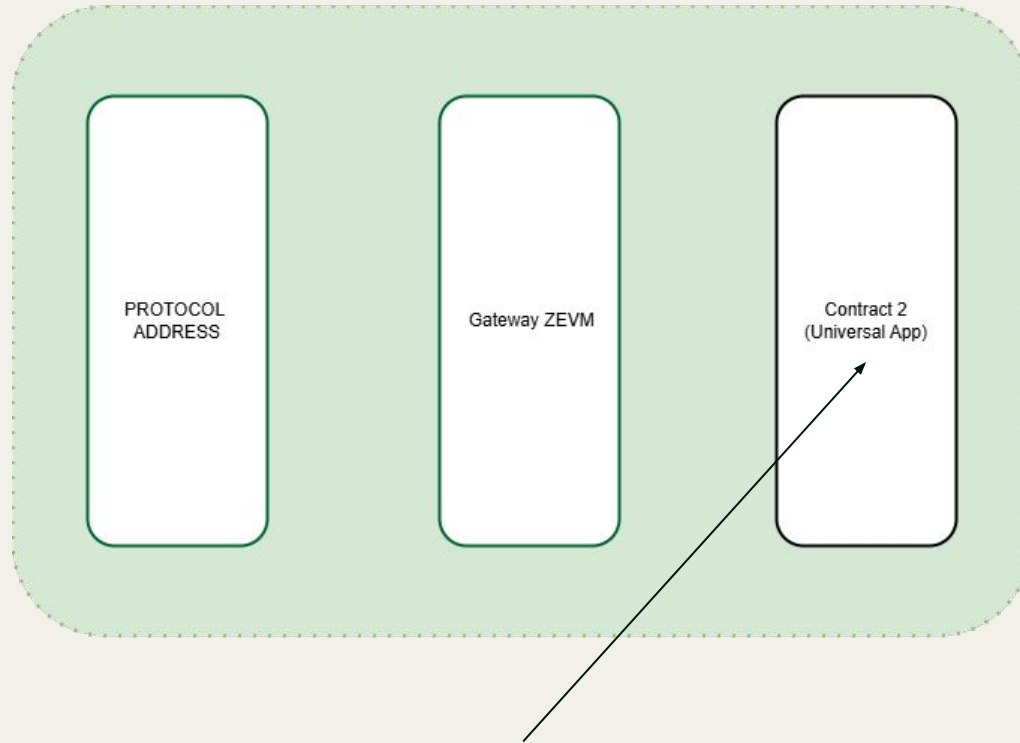 PROTOCOL
ADDRESS
Gateway ZEVM
Contract 2
(Universal App)